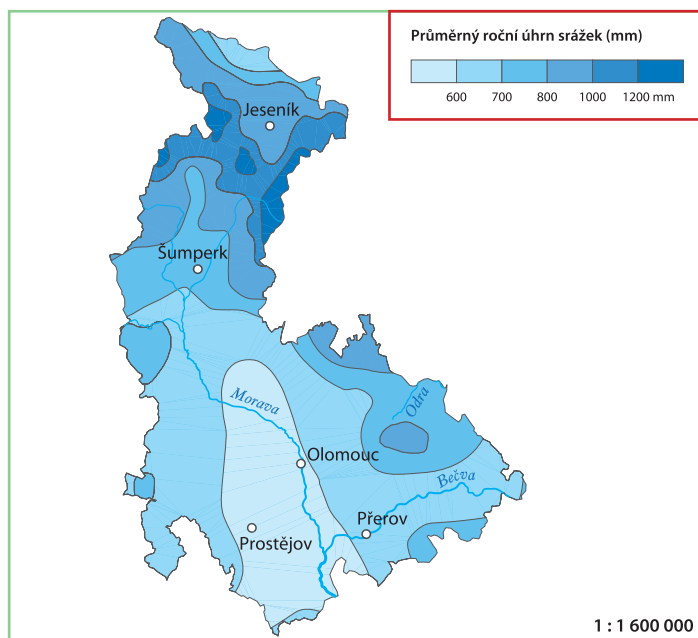 Průměrný roční úhrn srážek (mm)
600 700 800 1000 1200 mm
Jeseník
Šumperk
Morava
Odra
Olomouc
Bečva
Přerov
Prostějov
1 : 1 600 000